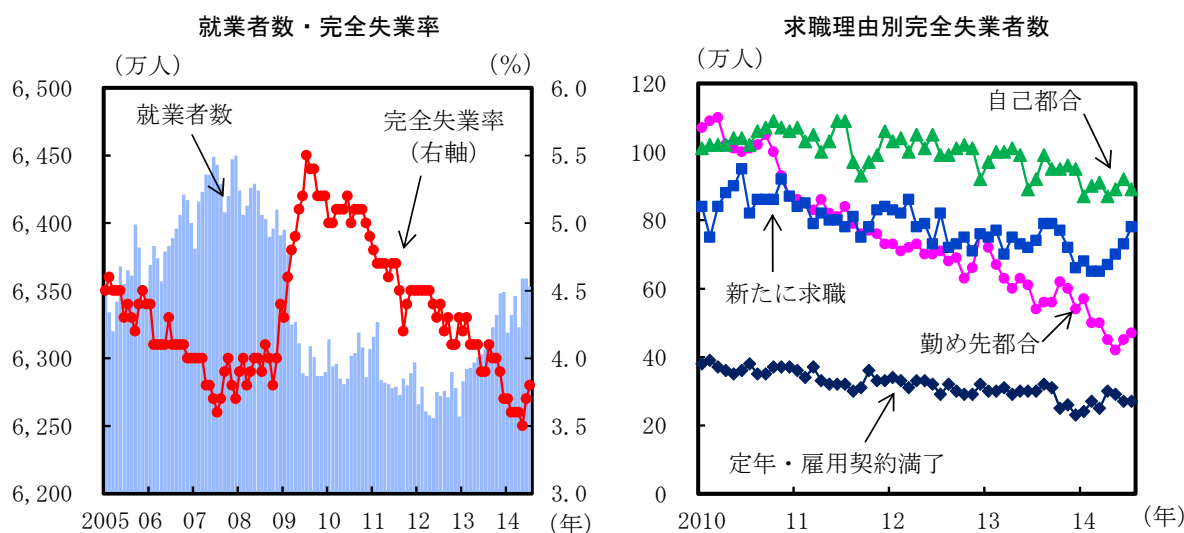 就業者数・完全失業率
（万人）
（%）
6,500
6,450
6,400
6,350
6,300
6,250
6,200
6.0
5.5
5.0
4.5
4.0
3.5
3.0
就業者数
完全失業率
（右軸）
2005 06 07 08 09 10 11 12 13 14
（年）
求職理由別完全失業者数
（万人）
120
100
80
60
40
20
0
自己都合
新たに求職
勤め先都合
定年・雇用契約満了
2010 11 12 13 14
（年）